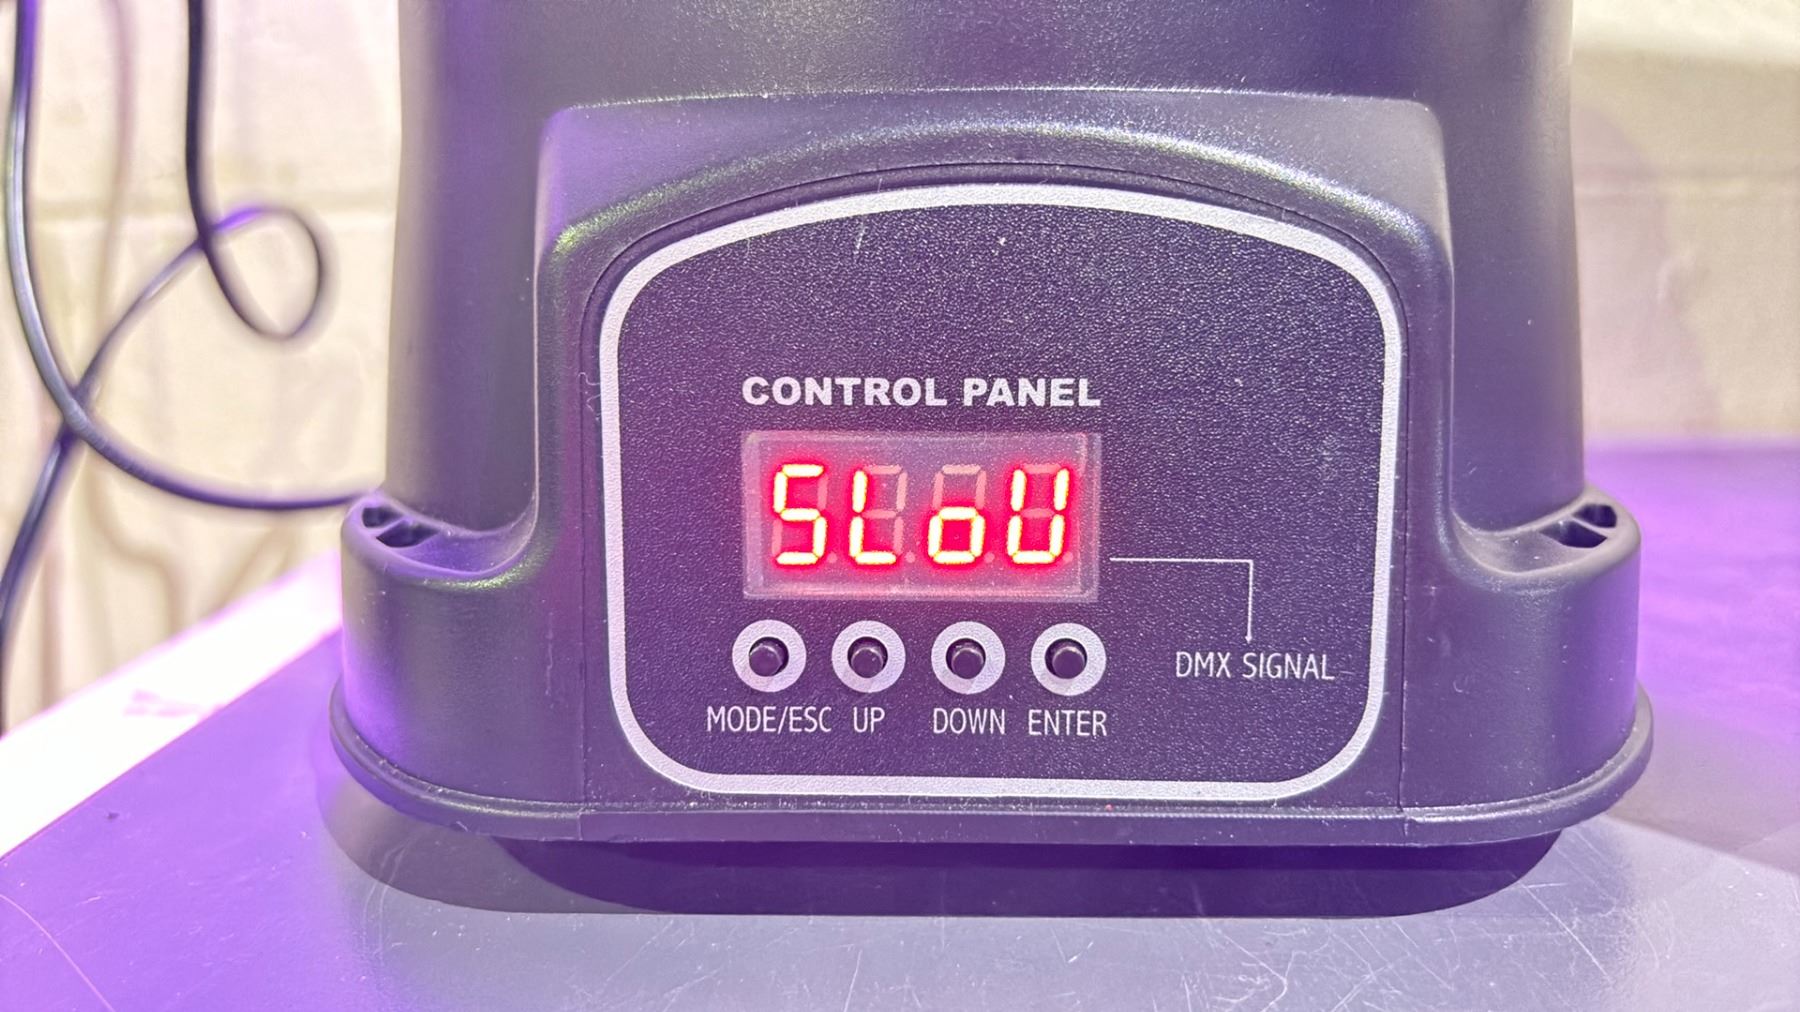 CONTROL PANEL
SLoU
DMX SIGNAL
MODE/ESC UP DOWN ENTER